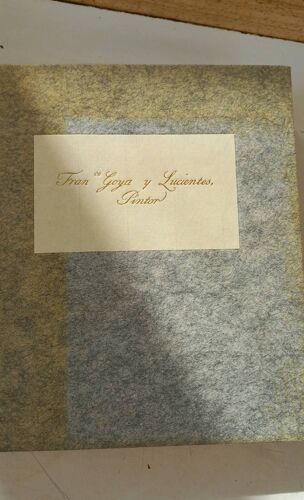 Fran.co Goya y Lucientes,
Pintor